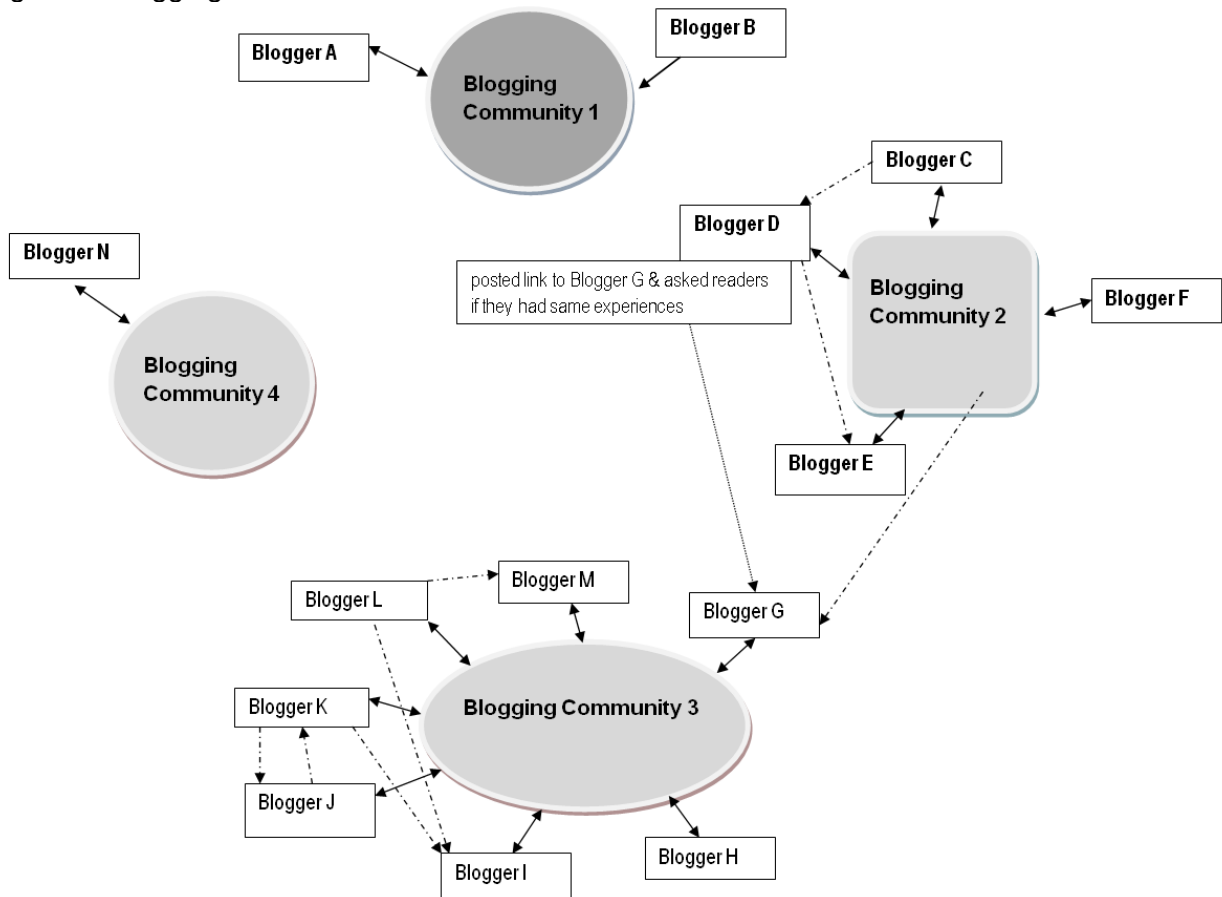 Blogger A
Blogger B
Blogging
Community 1
Blogger C
Blogger D
Blogger N
posted link to Blogger G & asked readers
if they had same experiences
Blogging
Community 2
Blogger F
Blogging
Community 4
Blogger E
Blogger M
Blogger L
Blogger G
Blogger K
Blogging Community 3
Blogger J
Blogger H
Blogger I